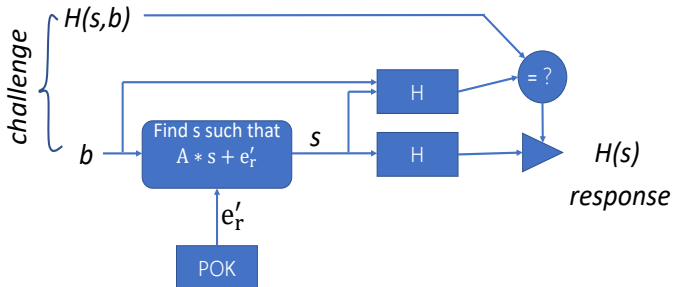 H(s,b)
challenge
= ?
H
b
Find s such that
A * s + e′r
s
H
H(s)
response
e′r
POK